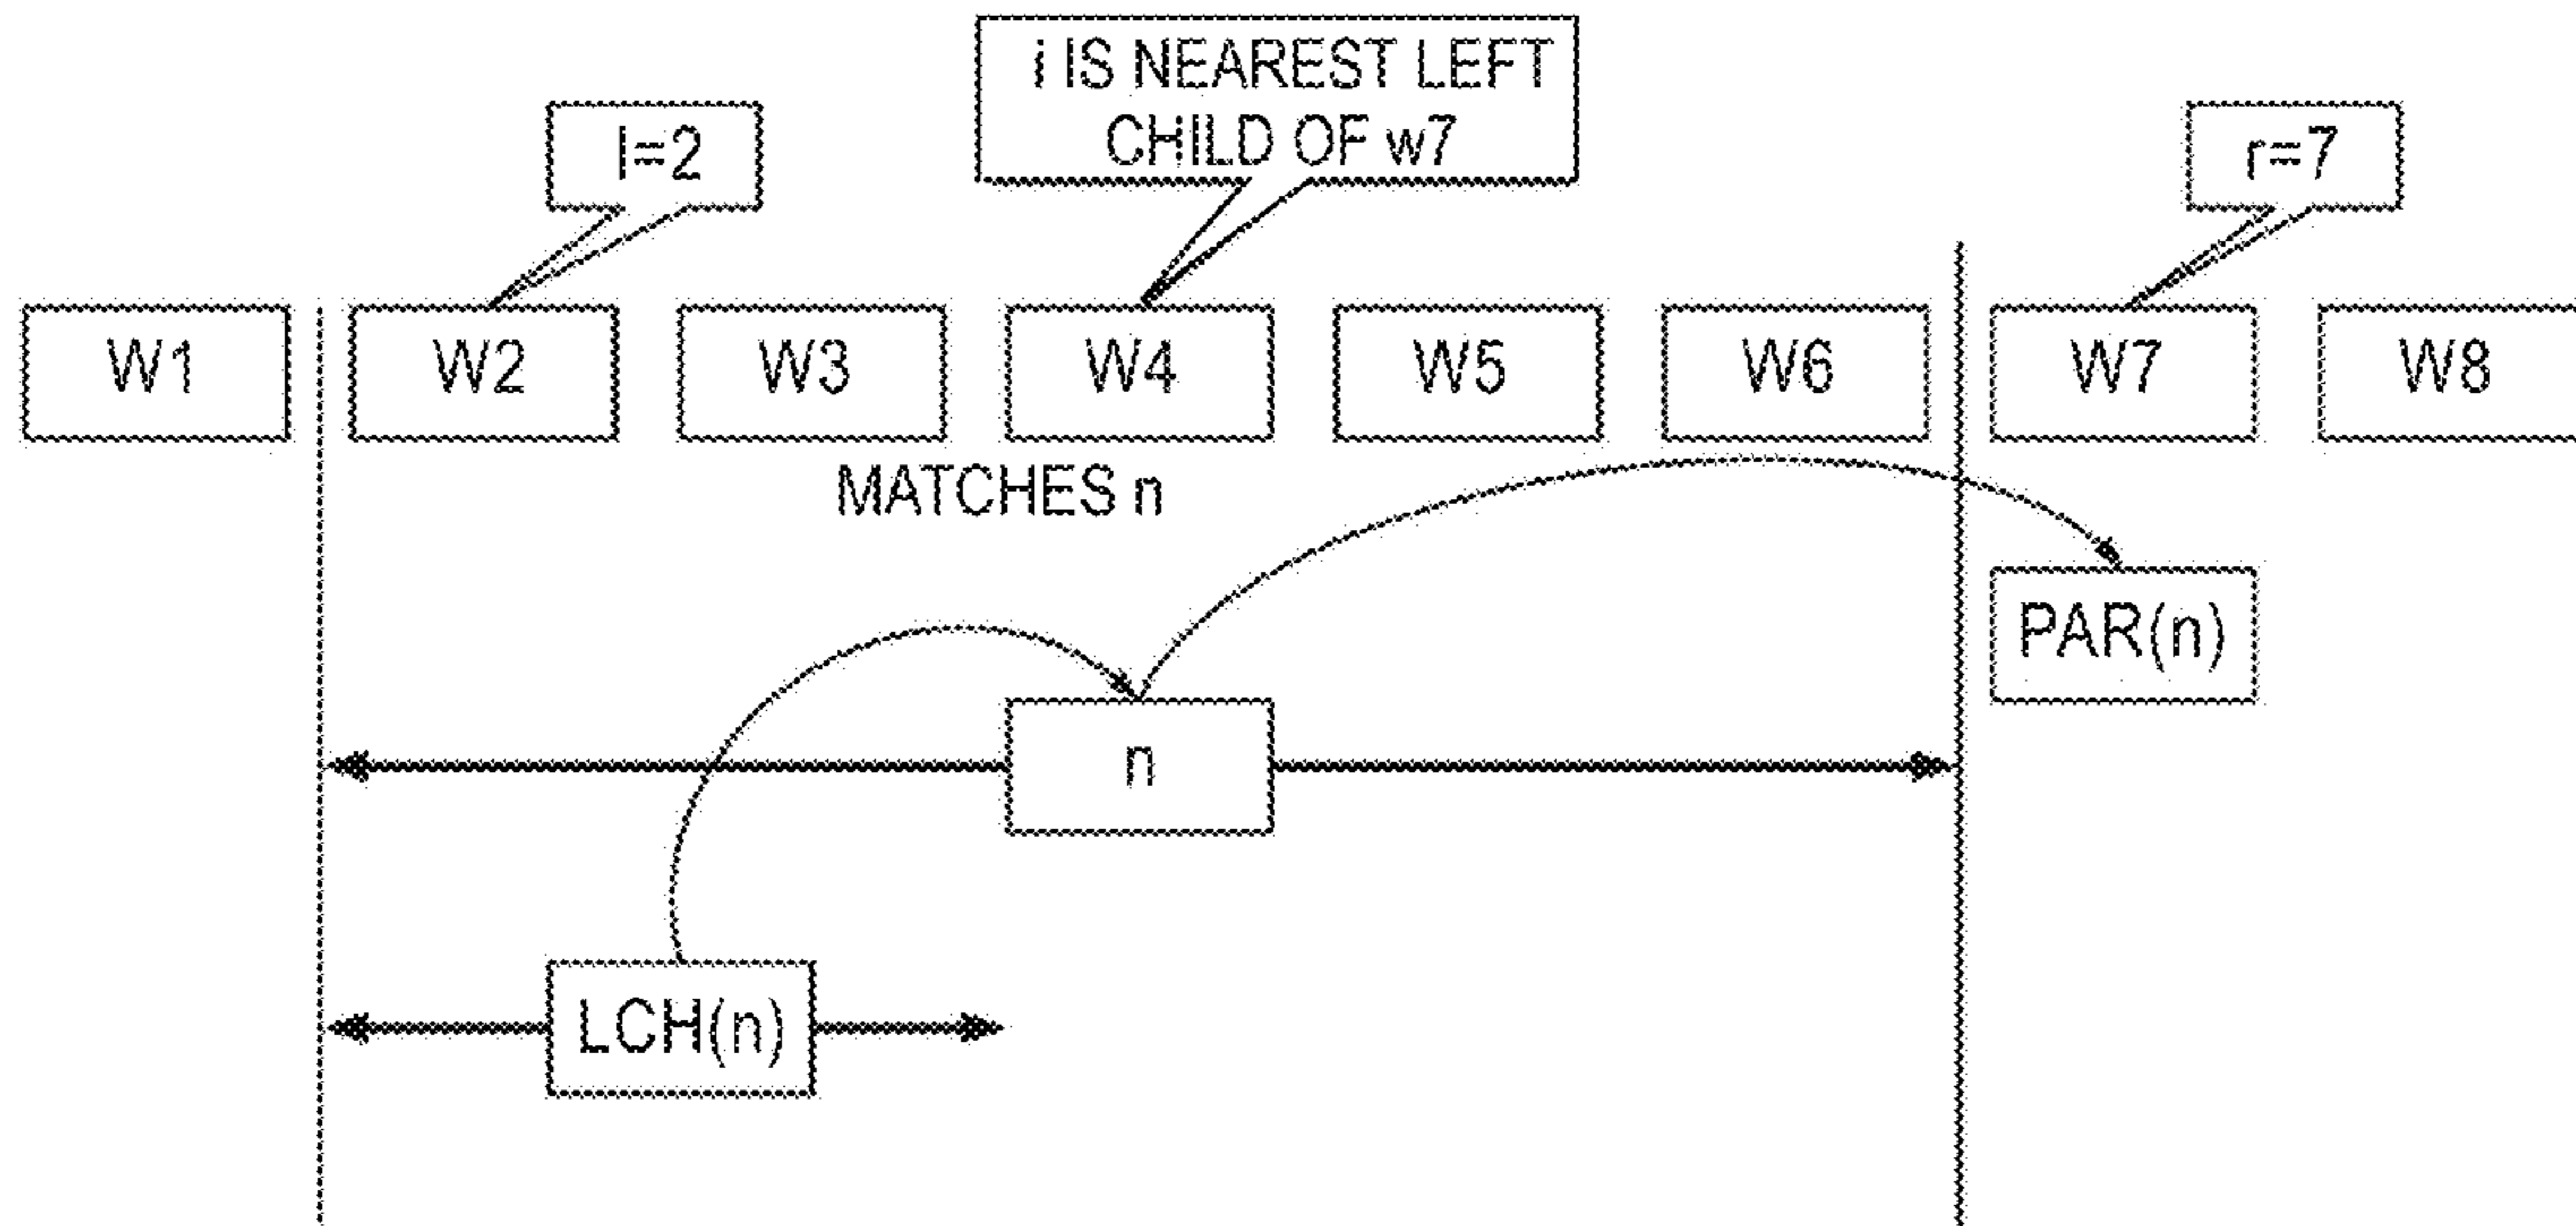 i IS NEAREST LEFT
CHILD OF w7
l=2
r=7
W1 W2 W3 W4 W5 W6 W7 W8
MATCHES n
PAR(n)
n
LCH(n)